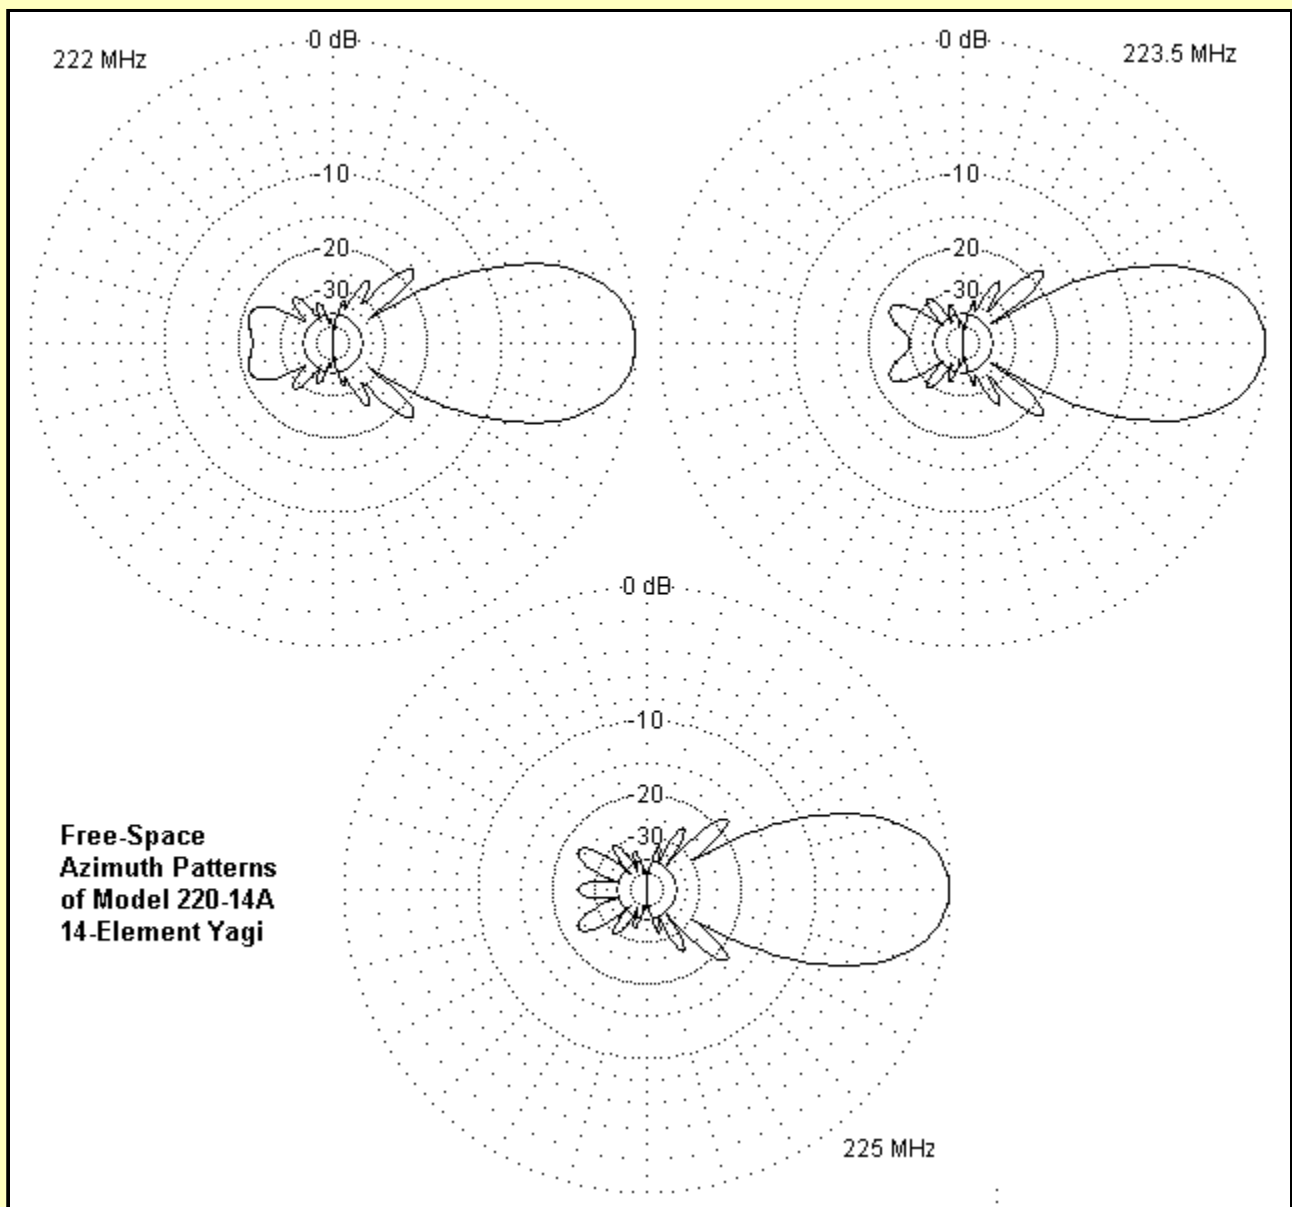 222 MHz
0 dB
-10
-20
-30
223.5 MHz
0 dB
-10
-20
-30
0 dB
-10
-20
-30
Free-Space
Azimuth Patterns
of Model 220-14A
14-Element Yagi
225 MHz